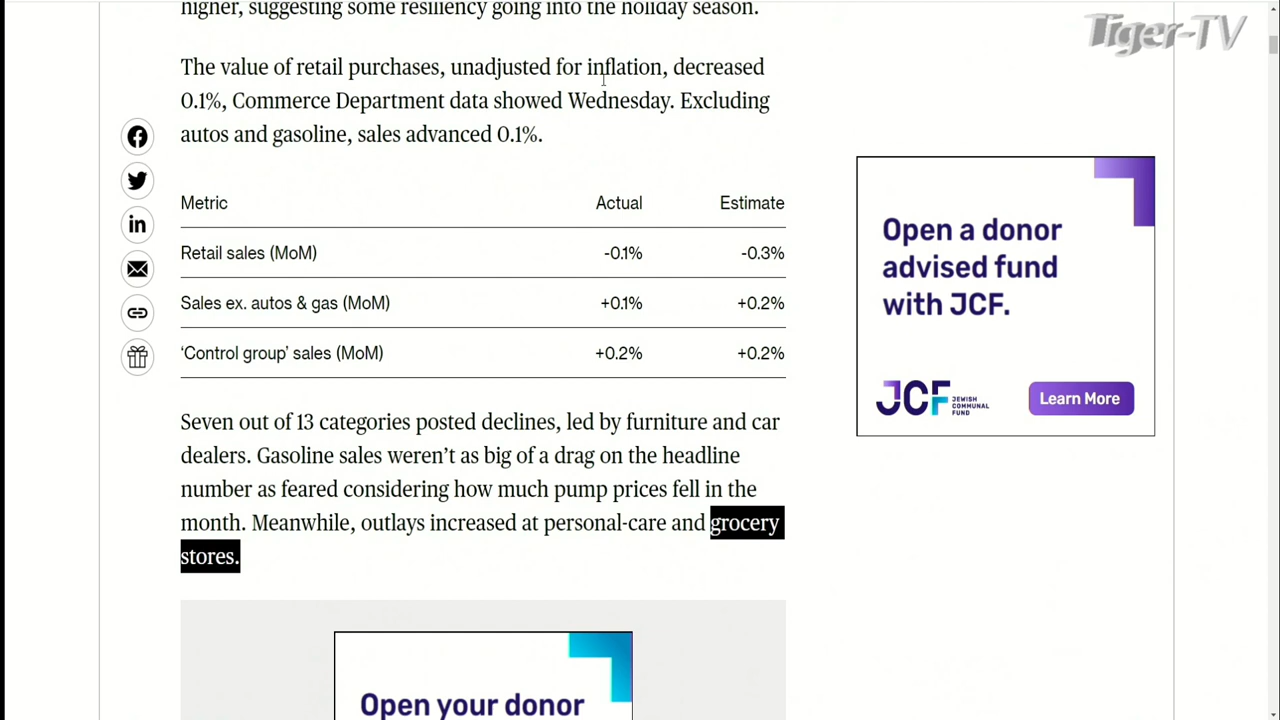 higher, suggesting some resiliency going into the holiday season.
Tiger-TV
The value of retail purchases, unadjusted for inflation, decreased
0.1%, Commerce Department data showed Wednesday. Excluding
autos and gasoline, sales advanced 0.1%.
Metric Actual Estimate
Retail sales (MoM) -0.1% -0.3%
Sales ex. autos & gas (MoM) +0.1% +0.2%
‘Control group’ sales (MoM) +0.2% +0.2%
Seven out of 13 categories posted declines, led by furniture and car
dealers. Gasoline sales weren’t as big of a drag on the headline
number as feared considering how much pump prices fell in the
month. Meanwhile, outlays increased at personal-care and grocery
stores.
Open a donor
advised fund
with JCF.
JCF JEWISH
COMMUNAL
FUND
Learn More
Open your donor